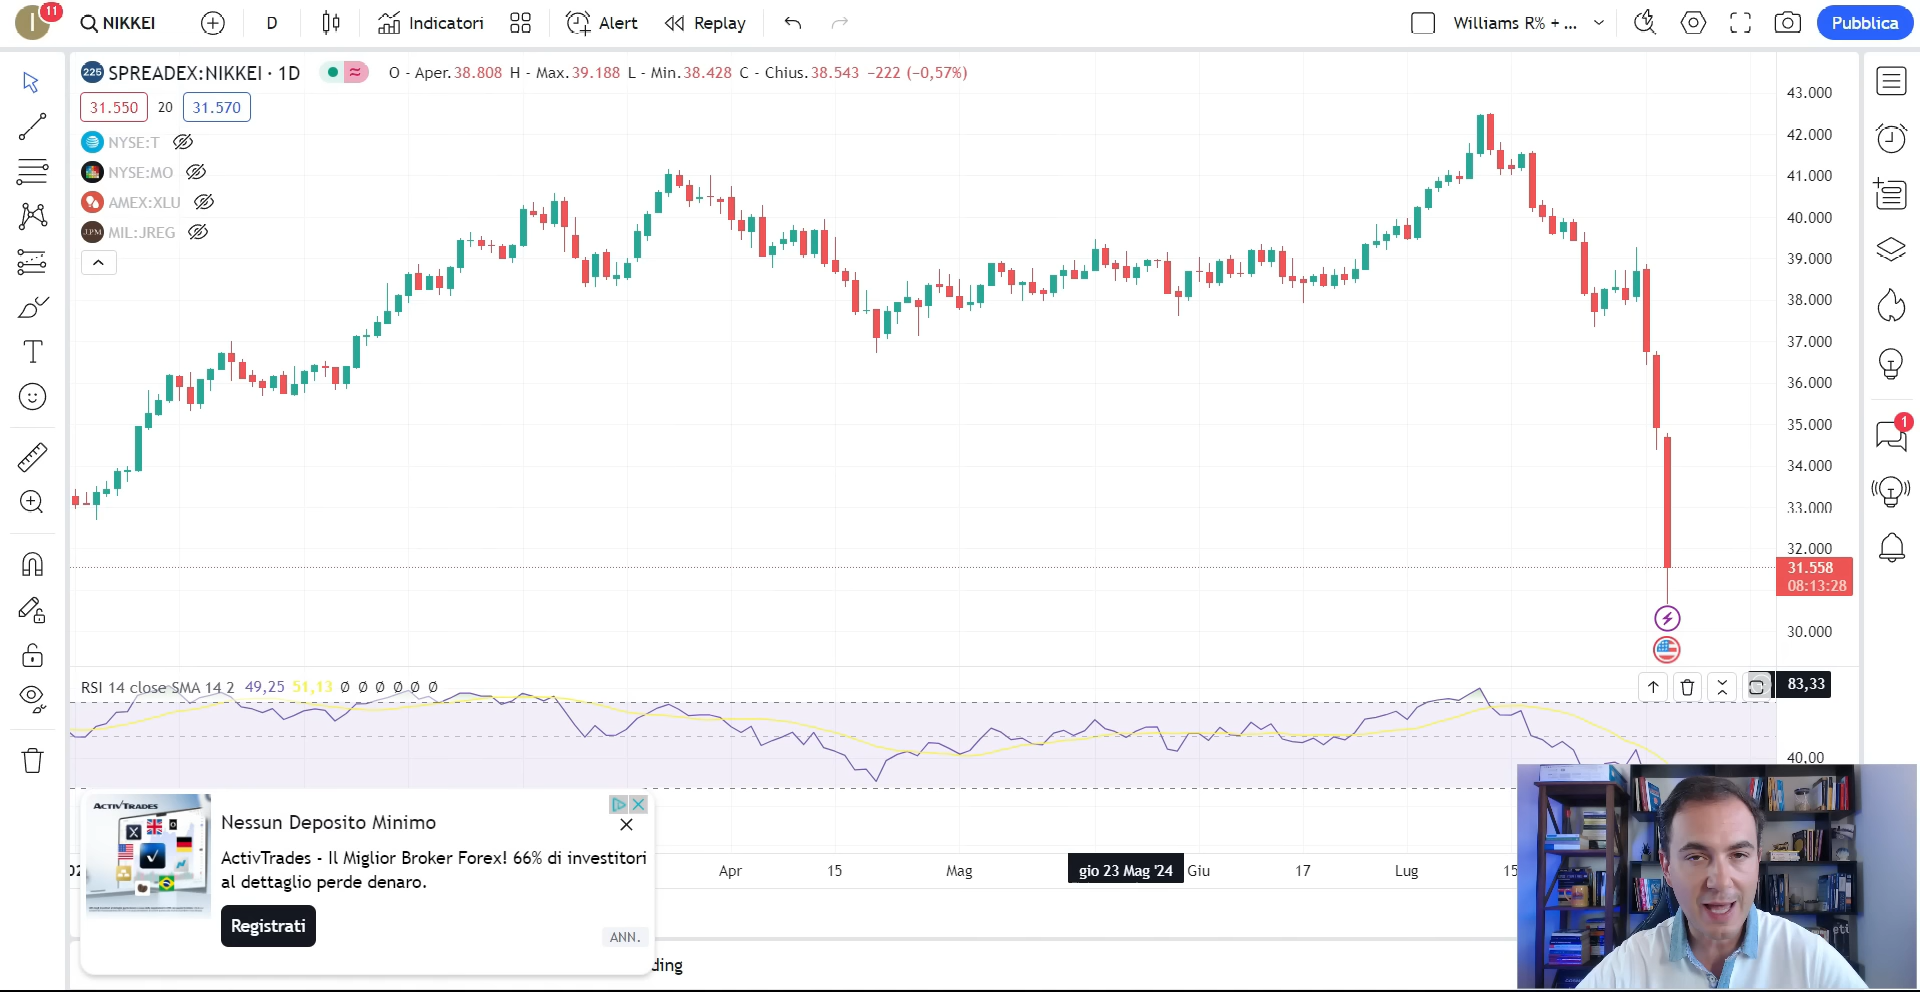 I
11
NIKKEI
D
Indicatori
Alert
Replay
Williams R% + ...
Pubblica
225 SPREADEX:NIKKEI · 1D
O - Aper.38.808 H - Max.39.188 L - Min.38.428 C - Chius.38.543 −222 (−0,57%)
31.550 20 31.570
NYSE:T
NYSE:MO
AMEX:XLU
J.P.M MIL:JREG
43.000
42.000
41.000
40.000
39.000
38.000
37.000
36.000
35.000
34.000
33.000
32.000
31.558
08:13:28
30.000
1
RSI 14 close SMA 14 2 49,25 51,13 Ø Ø Ø Ø Ø Ø
83,33
40.00
ACTIVTRADES
Nessun Deposito Minimo
ActivTrades - Il Miglior Broker Forex! 66% di investitori
al dettaglio perde denaro.
Registrati
ANN.
Apr
15
Mag
gio 23 Mag '24
Giu
17
Lug
15
ding